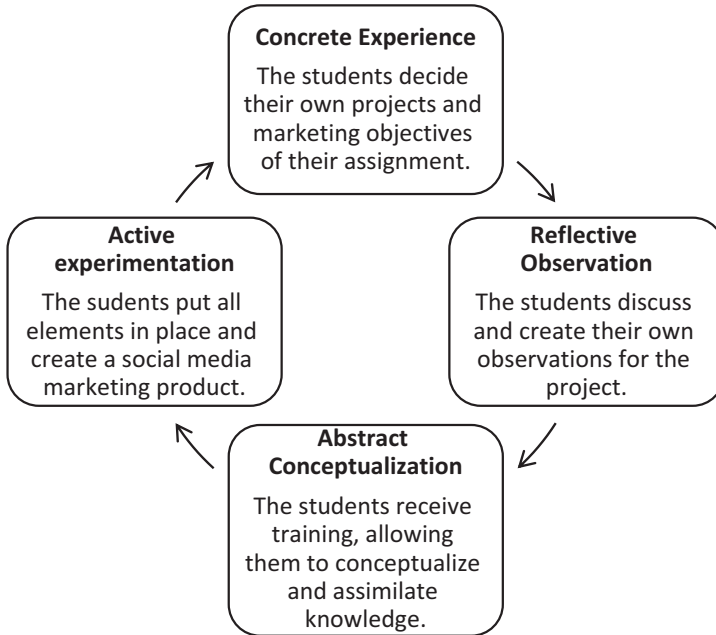 Concrete Experience
The students decide
their own projects and
marketing objectives
of their assignment.
Active
experimentation
The sudents put all
elements in place and
create a social media
marketing product.
Reflective
Observation
The students discuss
and create their own
observations for the
project.
Abstract
Conceptualization
The students receive
training, allowing
them to conceptualize
and assimilate
knowledge.